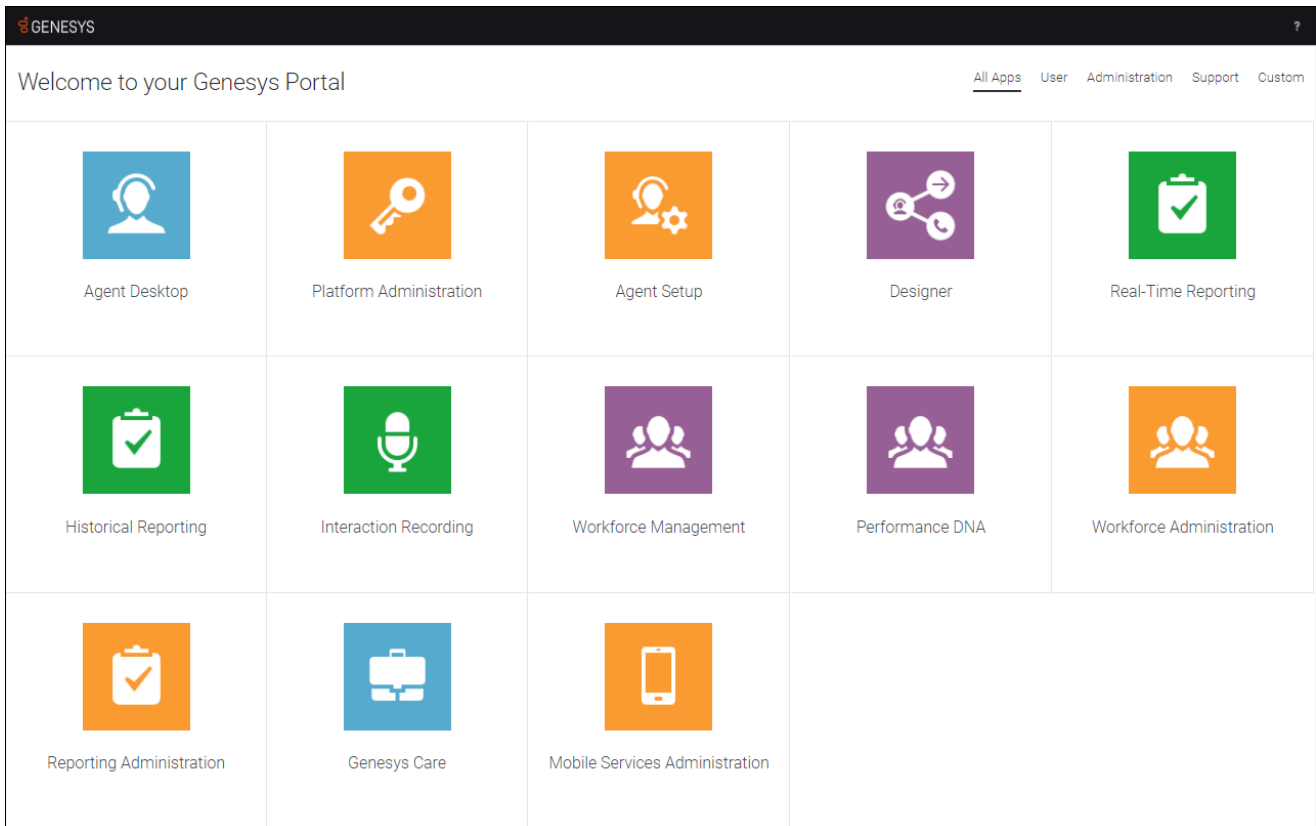 GENESYS ?
Welcome to your Genesys Portal
All Apps User Administration Support Custom
Agent Desktop Platform Administration Agent Setup Designer Real-Time Reporting
Historical Reporting Interaction Recording Workforce Management Performance DNA Workforce Administration
Reporting Administration Genesys Care Mobile Services Administration